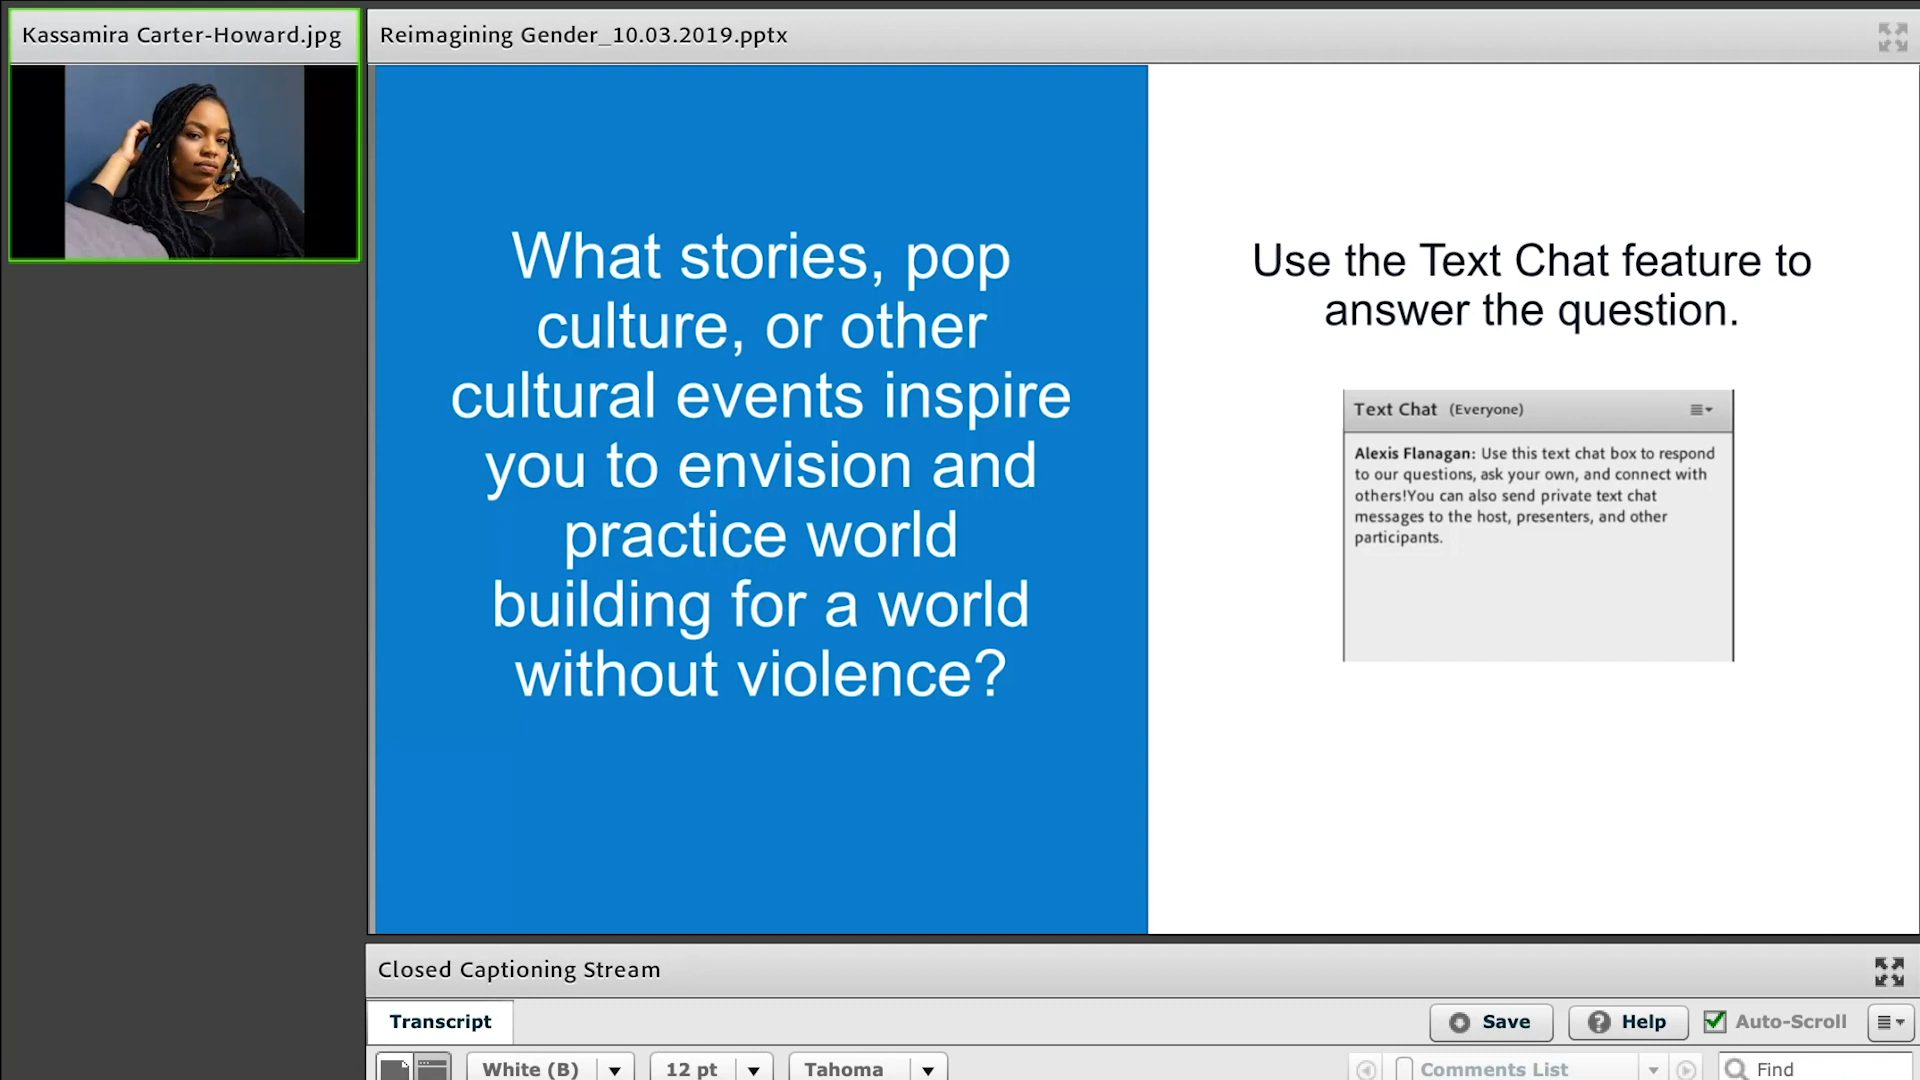 Kassamira Carter-Howard.jpg
Reimagining Gender_10.03.2019.pptx
What stories, pop
culture, or other
cultural events inspire
you to envision and
practice world
building for a world
without violence?
Use the Text Chat feature to
answer the question.
Text Chat (Everyone)
Alexis Flanagan: Use this text chat box to respond
to our questions, ask your own, and connect with
others!You can also send private text chat
messages to the host, presenters, and other
participants.
Closed Captioning Stream
Transcript
Save
Help
Auto-Scroll
White (B)
12 pt
Tahoma
Comments List
Find